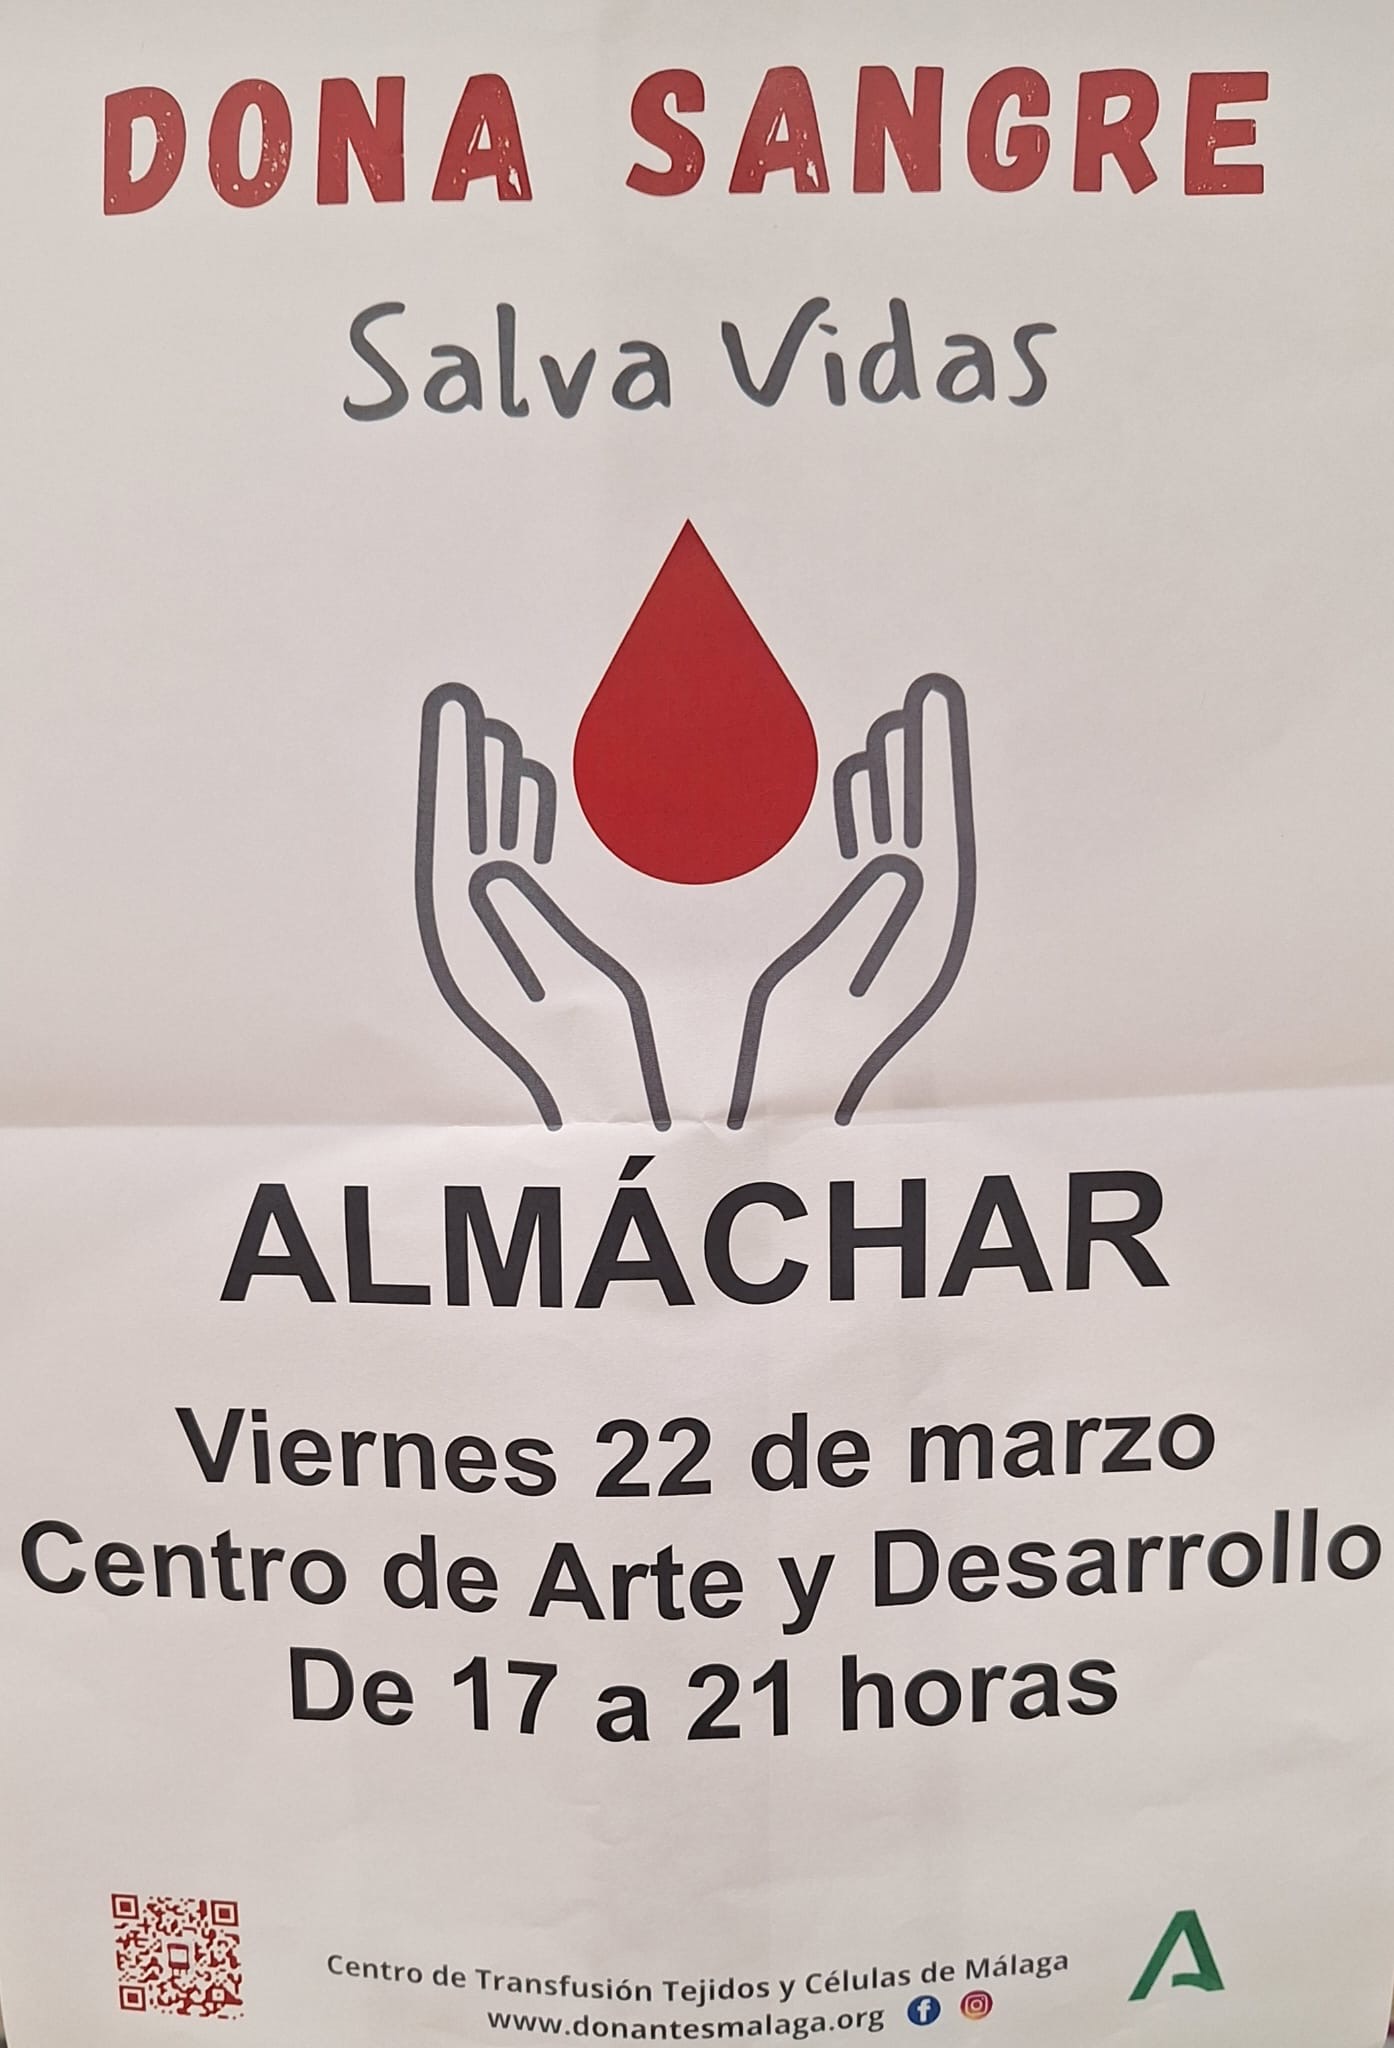 DONA SANGRE
Salva Vidas
ALMÁCHAR
Viernes 22 de marzo
Centro de Arte y Desarrollo
De 17 a 21 horas
Centro de Transfusión Tejidos y Células de Málaga
www.donantesmalaga.org